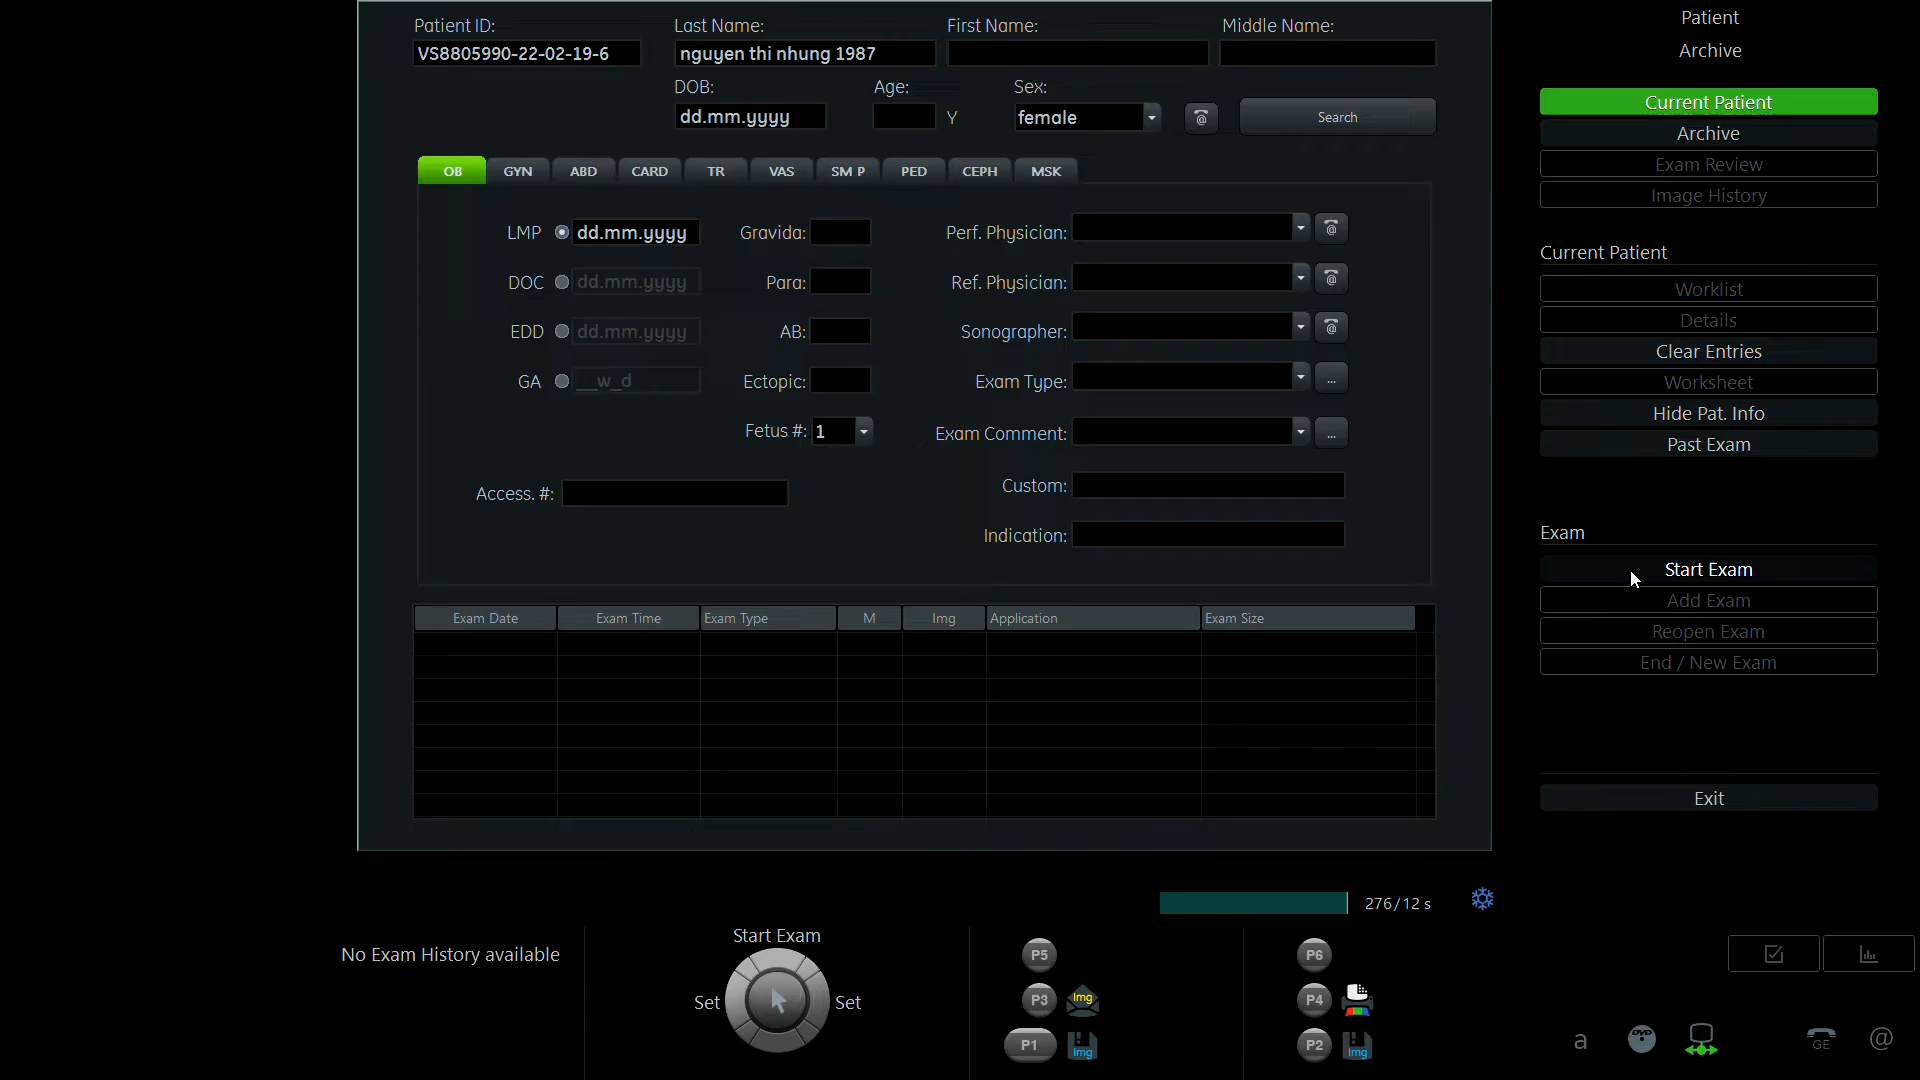 Patient ID: Last Name: First Name: Middle Name:
VS8805990-22-02-19-6 nguyen thi nhung 1987
DOB: Age: Sex:
dd.mm.yyyy Y female @ Search
OB GYN ABD CARD TR VAS SM P PED CEPH MSK
LMP dd.mm.yyyy Gravida: Perf. Physician: @
DOC dd.mm.yyyy Para: Ref. Physician: @
EDD dd.mm.yyyy AB: Sonographer: @
GA __w_d Ectopic: Exam Type: ...
Fetus #: 1 Exam Comment: ...
Access. #: Custom:
Indication:
Exam Date Exam Time Exam Type M Img Application Exam Size
276/12 s
No Exam History available
Start Exam
Set Set
P5
P3 Img
P1 Img
P6
P4
P2 Img
Patient
Archive
Current Patient
Archive
Exam Review
Image History
Current Patient
Worklist
Details
Clear Entries
Worksheet
Hide Pat. Info
Past Exam
Exam
Start Exam
Add Exam
Reopen Exam
End / New Exam
Exit
a DVD GE @